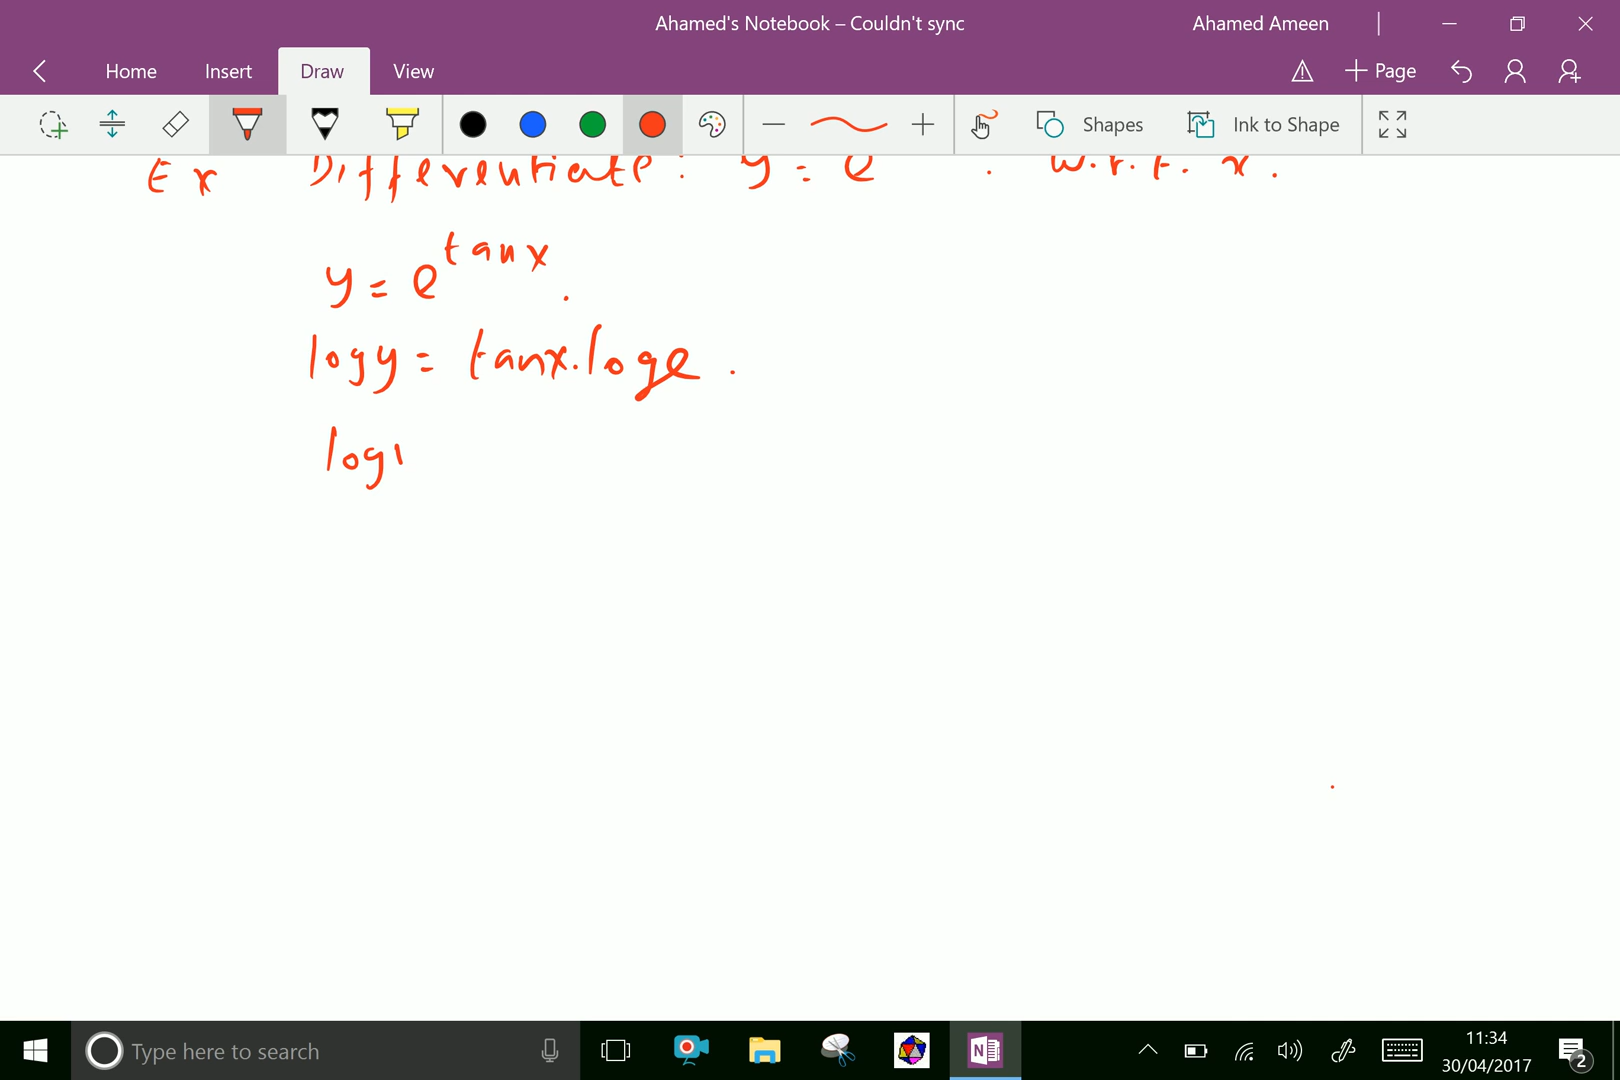 Ahamed's Notebook – Couldn't sync
Ahamed Ameen
Home Insert Draw View
Page
Shapes
Ink to Shape
Ex Differentiate: y = e . w.r.t. x.
y = e^tanx.
logy = tanx.loge.
log
Type here to search
N
11:34
30/04/2017
2